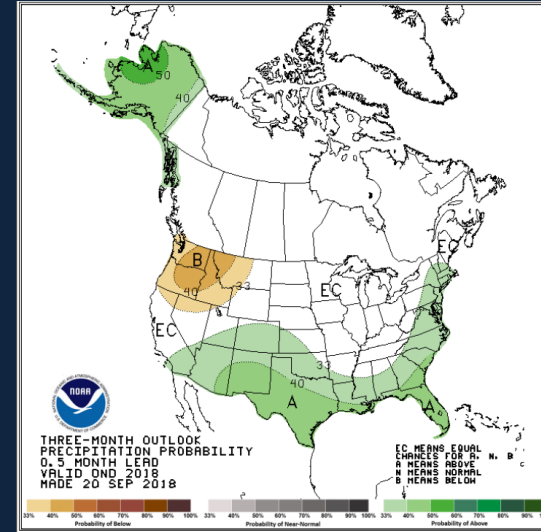 A
50
40
B
40
33
EC
EC
EC
33
40
A
A
NOAA
THREE-MONTH OUTLOOK
PRECIPITATION PROBABILITY
0.5 MONTH LEAD
VALID OND 2018
MADE 20 SEP 2018
EC MEANS EQUAL
CHANCES FOR A, N, B
A MEANS ABOVE
N MEANS NORMAL
B MEANS BELOW
33% 40% 50% 60% 70% 80% 90% 100%
Probability of Below
33% 40% 50% 60% 70% 80% 90% 100%
Probability of Near-Normal
33% 40% 50% 60% 70% 80% 90%
Probability of Above